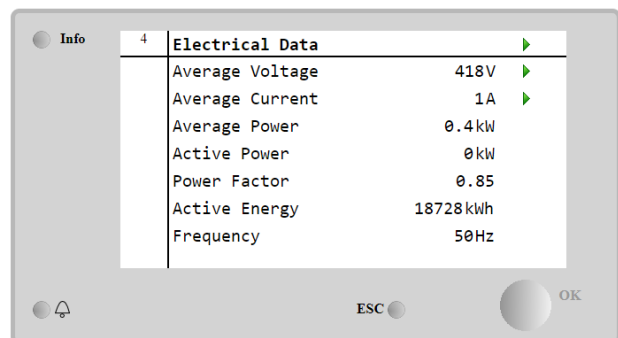 Info
4 Electrical Data
Average Voltage 418V
Average Current 1A
Average Power 0.4kW
Active Power 0kW
Power Factor 0.85
Active Energy 18728kWh
Frequency 50Hz
ESC OK